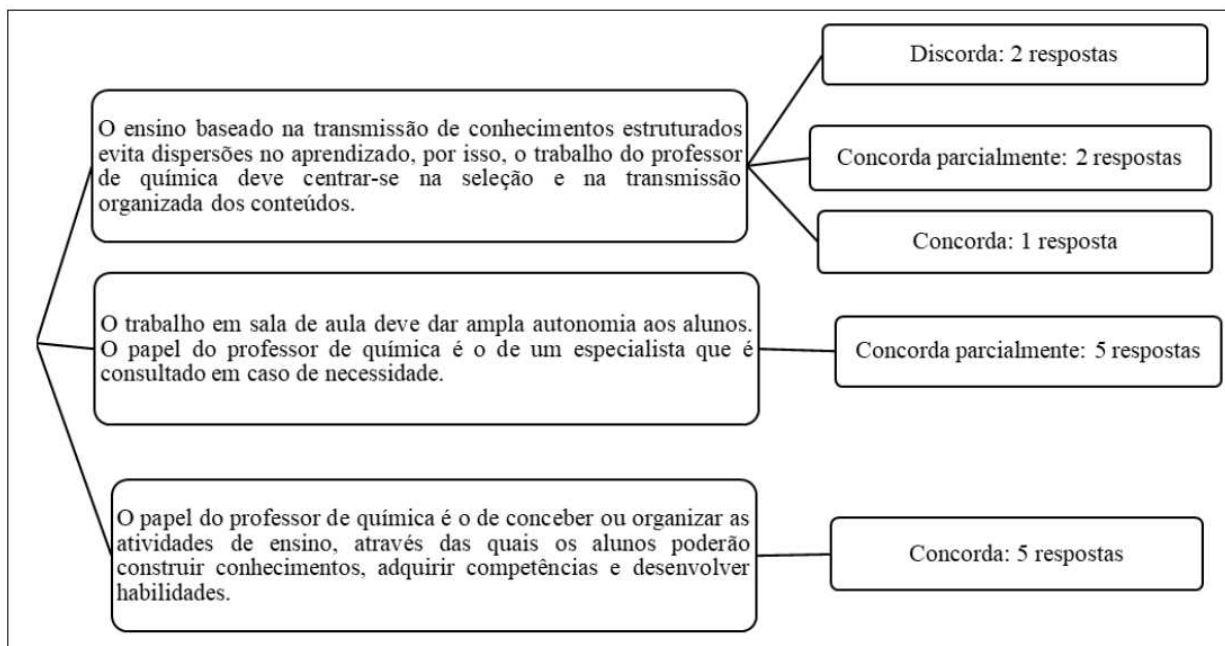 O ensino baseado na transmissão de conhecimentos estruturados
evita dispersões no aprendizado, por isso, o trabalho do professor
de química deve centrar-se na seleção e na transmissão
organizada dos conteúdos.
Discorda: 2 respostas
Concorda parcialmente: 2 respostas
Concorda: 1 resposta
O trabalho em sala de aula deve dar ampla autonomia aos alunos.
O papel do professor de química é o de um especialista que é
consultado em caso de necessidade.
Concorda parcialmente: 5 respostas
O papel do professor de química é o de conceber ou organizar as
atividades de ensino, através das quais os alunos poderão
construir conhecimentos, adquirir competências e desenvolver
habilidades.
Concorda: 5 respostas